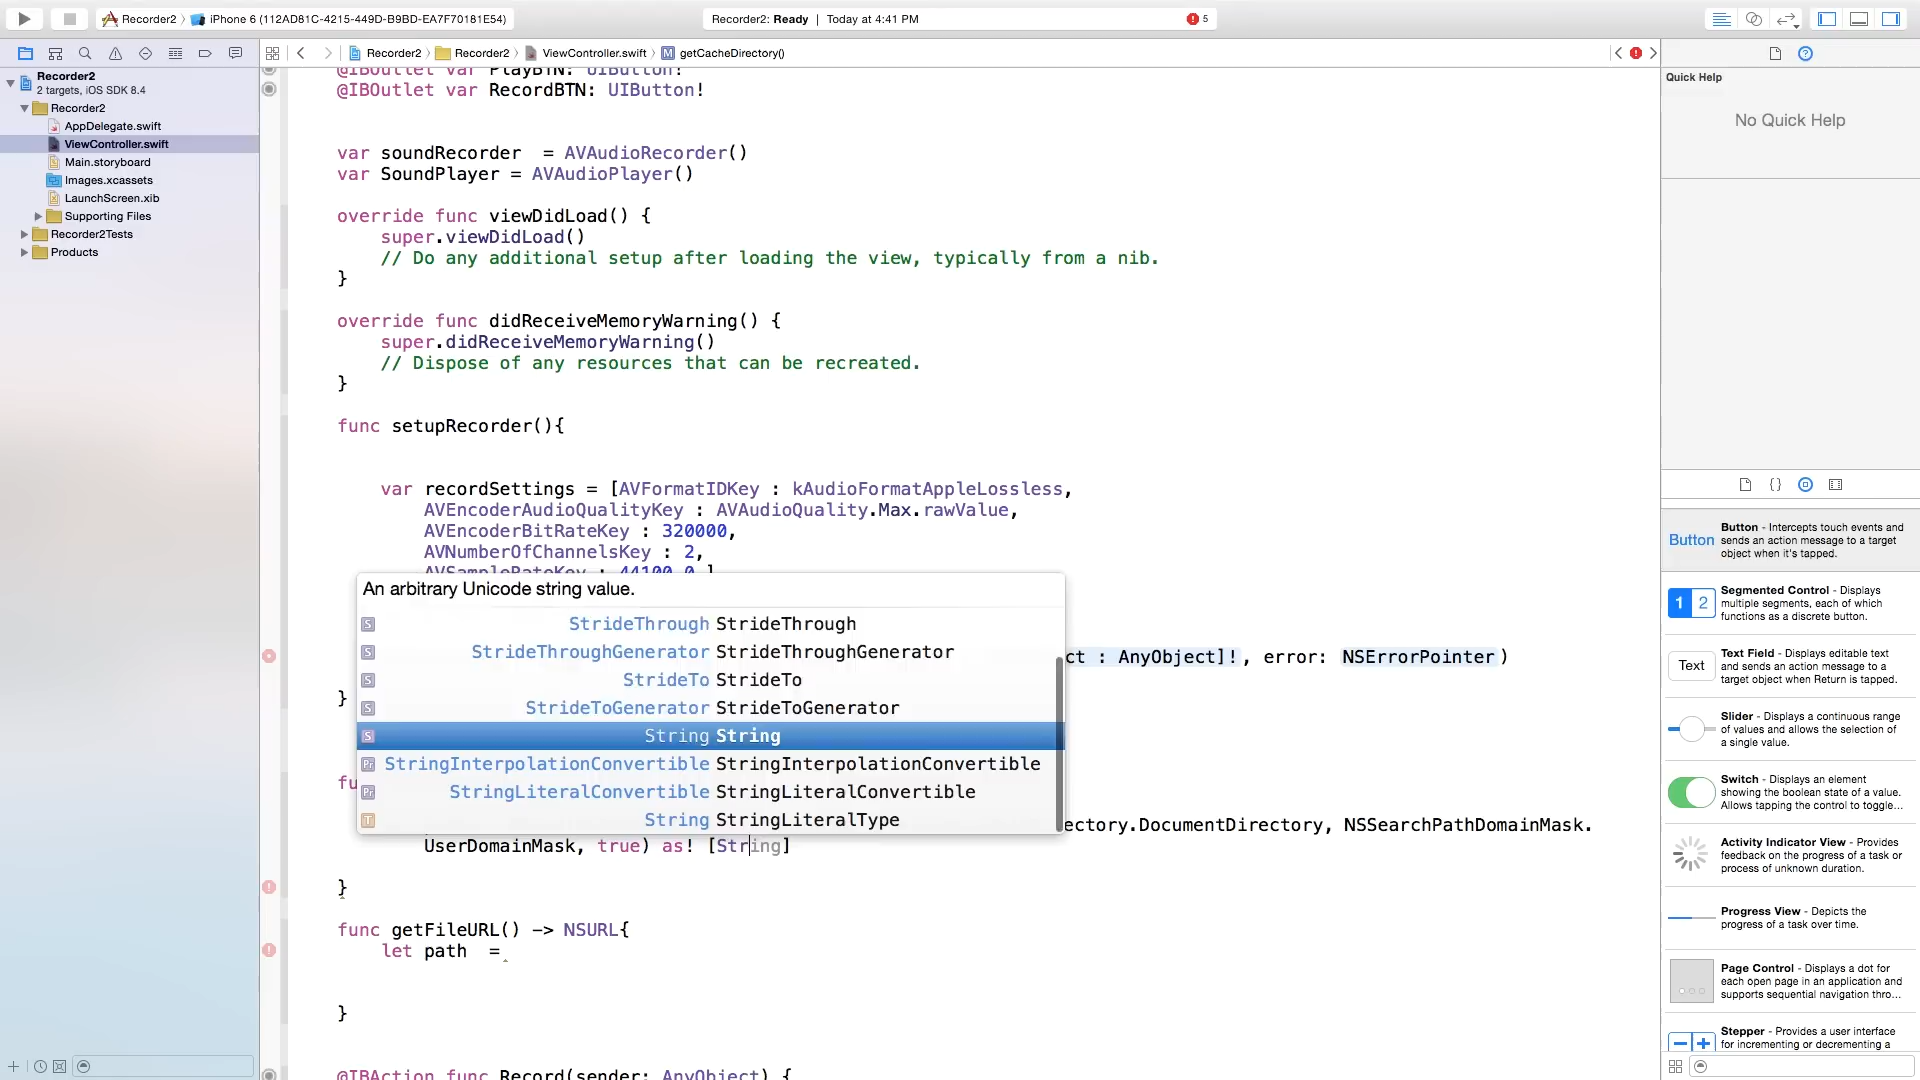 Recorder2 〉 iPhone 6 (112AD81C-4215-449D-B9BD-EA7F70181E54)
Recorder2: Ready | Today at 4:41 PM
5
Recorder2 〉 Recorder2 〉 ViewController.swift 〉 M getCacheDirectory()
Recorder2
2 targets, iOS SDK 8.4
Recorder2
AppDelegate.swift
ViewController.swift
Main.storyboard
Images.xcassets
LaunchScreen.xib
Supporting Files
Recorder2Tests
Products
@IBOutlet var PlayBTN: UIButton!
@IBOutlet var RecordBTN: UIButton!
var soundRecorder  = AVAudioRecorder()
var SoundPlayer = AVAudioPlayer()
override func viewDidLoad() {
super.viewDidLoad()
// Do any additional setup after loading the view, typically from a nib.
}
override func didReceiveMemoryWarning() {
super.didReceiveMemoryWarning()
// Dispose of any resources that can be recreated.
}
func setupRecorder(){
var recordSettings = [AVFormatIDKey : kAudioFormatAppleLossless,
AVEncoderAudioQualityKey : AVAudioQuality.Max.rawValue,
AVEncoderBitRateKey : 320000,
AVNumberOfChannelsKey : 2,
AVSampleRateKey : 44100.0 ]
An arbitrary Unicode string value.
S StrideThrough StrideThrough
S StrideThroughGenerator StrideThroughGenerator
S StrideTo StrideTo
S StrideToGenerator StrideToGenerator
S String String
Pr StringInterpolationConvertible StringInterpolationConvertible
Pr StringLiteralConvertible StringLiteralConvertible
T String StringLiteralType
ct : AnyObject]!, error: NSErrorPointer)
}
fu
ectory.DocumentDirectory, NSSearchPathDomainMask.
UserDomainMask, true) as! [String]
}
func getFileURL() -> NSURL{
let path  =
}
@IBAction func Record(sender: AnyObject) {
Quick Help
No Quick Help
Button
Button - Intercepts touch events and
sends an action message to a target
object when it's tapped.
1 2
Segmented Control - Displays
multiple segments, each of which
functions as a discrete button.
Text
Text Field - Displays editable text
and sends an action message to a
target object when Return is tapped.
Slider - Displays a continuous range
of values and allows the selection of
a single value.
Switch - Displays an element
showing the boolean state of a value.
Allows tapping the control to toggle...
Activity Indicator View - Provides
feedback on the progress of a task or
process of unknown duration.
Progress View - Depicts the
progress of a task over time.
Page Control - Displays a dot for
each open page in an application and
supports sequential navigation thro...
Stepper - Provides a user interface
for incrementing or decrementing a